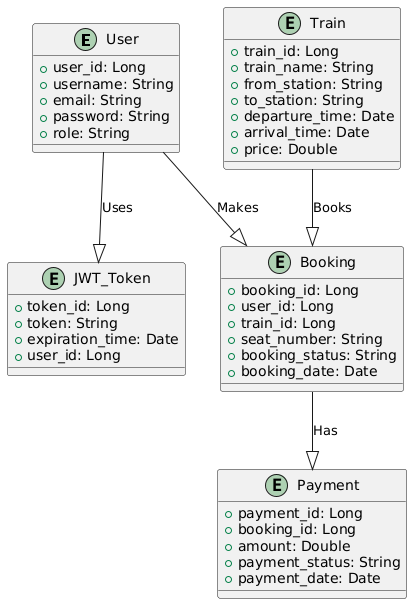 E User
user_id: Long
username: String
email: String
password: String
role: String
E Train
train_id: Long
train_name: String
from_station: String
to_station: String
departure_time: Date
arrival_time: Date
price: Double
Uses
Makes
Books
E JWT_Token
token_id: Long
token: String
expiration_time: Date
user_id: Long
E Booking
booking_id: Long
user_id: Long
train_id: Long
seat_number: String
booking_status: String
booking_date: Date
Has
E Payment
payment_id: Long
booking_id: Long
amount: Double
payment_status: String
payment_date: Date